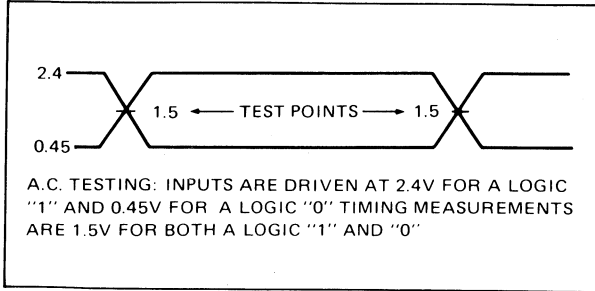 2.4
1.5 TEST POINTS 1.5
0.45
A.C. TESTING: INPUTS ARE DRIVEN AT 2.4V FOR A LOGIC
"1" AND 0.45V FOR A LOGIC "0" TIMING MEASUREMENTS
ARE 1.5V FOR BOTH A LOGIC "1" AND "0"